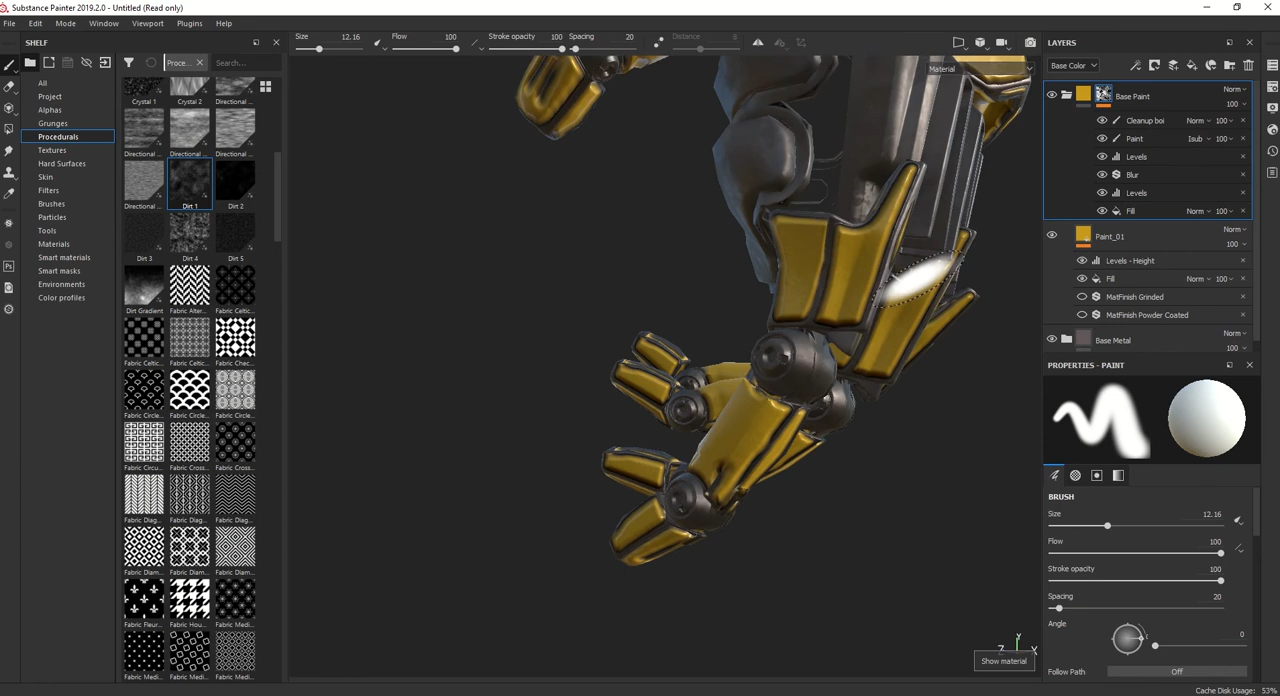 Substance Painter 2019.2.0 - Untitled (Read only)
File Edit Mode Window Viewport Plugins Help
SHELF
Proce...
Search...
All
Project
Alphas
Grunges
Procedurals
Textures
Hard Surfaces
Skin
Filters
Brushes
Particles
Tools
Materials
Smart materials
Smart masks
Environments
Color profiles
Crystal 1 Crystal 2 Directional ...
Directional ... Directional ... Directional ...
Directional ... Dirt 1 Dirt 2
Dirt 3 Dirt 4 Dirt 5
Dirt Gradient Fabric Alter... Fabric Celtic...
Fabric Celtic... Fabric Celtic... Fabric Chec...
Fabric Circle... Fabric Circle... Fabric Circle...
Fabric Circu... Fabric Cross... Fabric Cross...
Fabric Diag... Fabric Diag... Fabric Diag...
Fabric Diam... Fabric Diam... Fabric Diam...
Fabric Fleur... Fabric Hou... Fabric Medi...
Fabric Medi... Fabric Medi... Fabric Medi...
Size 12.16 Flow 100 Stroke opacity 100 Spacing 20 Distance 8
Material
Y
Z X
Show material
LAYERS
Base Color
Base Paint Norm 100
Cleanup boi Norm 100
Paint Isub 100
Levels
Blur
Levels
Fill Norm 100
Paint_01 Norm 100
Levels - Height
Fill Norm 100
MatFinish Grinded
MatFinish Powder Coated
Base Metal Norm 100
PROPERTIES - PAINT
BRUSH
Size 12.16
Flow 100
Stroke opacity 100
Spacing 20
Angle 0
Follow Path Off
Cache Disk Usage: 53%
Ps